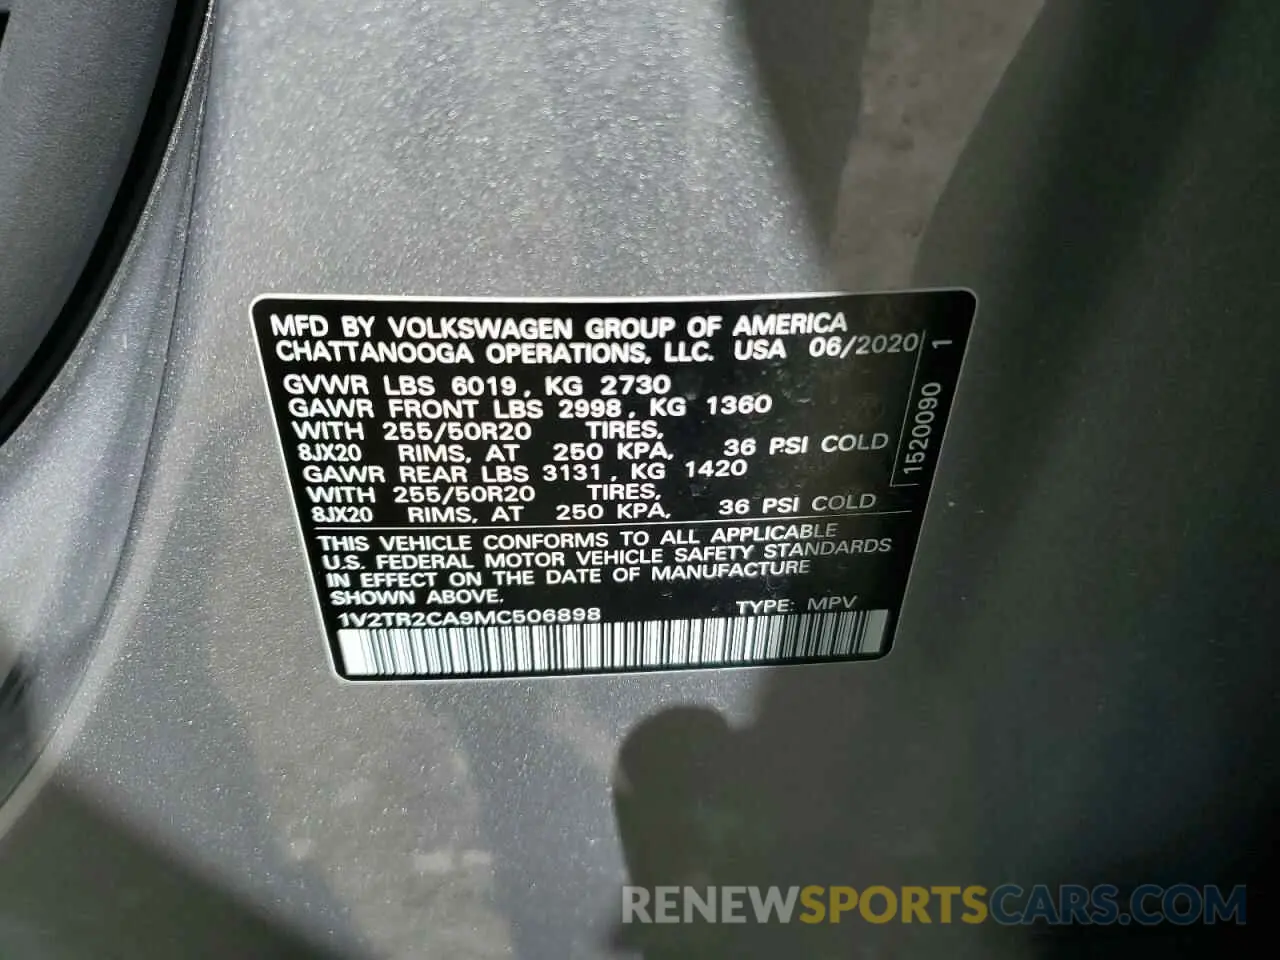 MFD BY VOLKSWAGEN GROUP OF AMERICA
CHATTANOOGA OPERATIONS, LLC. USA 06/2020
GVWR LBS 6019, KG 2730
GAWR FRONT LBS 2998, KG 1360
WITH 255/50R20 TIRES,
8JX20 RIMS, AT 250 KPA, 36 PSI COLD
GAWR REAR LBS 3131, KG 1420
WITH 255/50R20 TIRES,
8JX20 RIMS, AT 250 KPA, 36 PSI COLD
1520090 1
THIS VEHICLE CONFORMS TO ALL APPLICABLE
U.S. FEDERAL MOTOR VEHICLE SAFETY STANDARDS
IN EFFECT ON THE DATE OF MANUFACTURE
SHOWN ABOVE.
1V2TR2CA9MC506898 TYPE: MPV
RENEWSPORTSCARS.COM